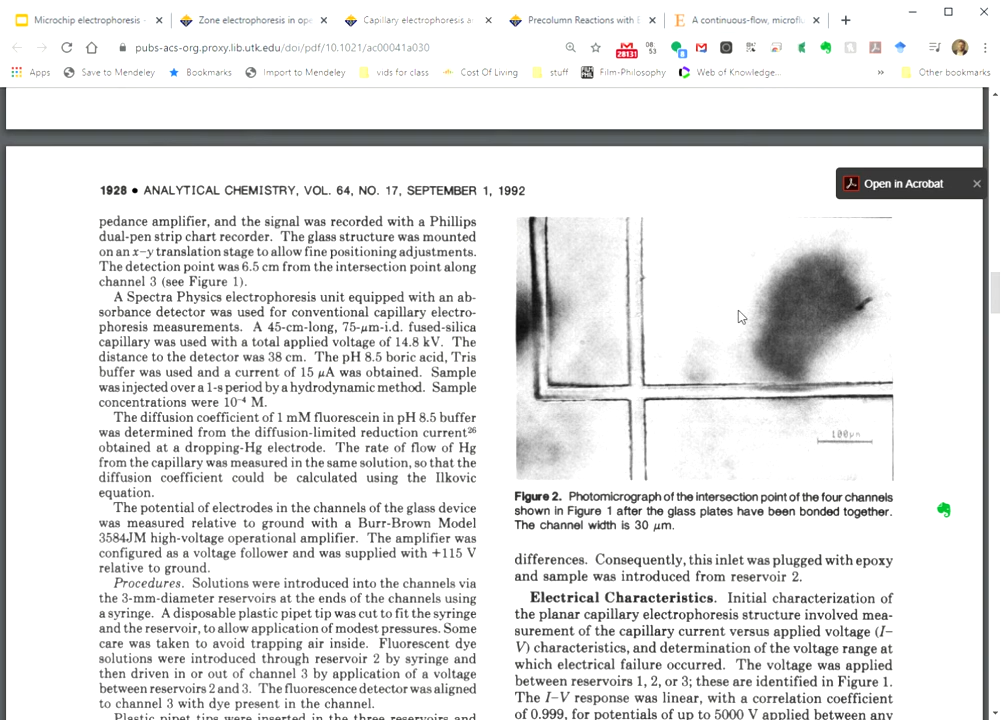 Microchip electrophoresis -
Zone electrophoresis in op
Capillary electrophoresis a
Precolumn Reactions with E
A continuous-flow, microflu
pubs-acs-org.proxy.lib.utk.edu/doi/pdf/10.1021/ac00041a030
28131
Apps
Save to Mendeley
Bookmarks
Import to Mendeley
vids for class
Cost Of Living
stuff
Film-Philosophy
Web of Knowledge...
»
Other bookmarks
1928 • ANALYTICAL CHEMISTRY, VOL. 64, NO. 17, SEPTEMBER 1, 1992
Open in Acrobat
pedance amplifier, and the signal was recorded with a Phillips
dual-pen strip chart recorder. The glass structure was mounted
on an x-y translation stage to allow fine positioning adjustments.
The detection point was 6.5 cm from the intersection point along
channel 3 (see Figure 1).
A Spectra Physics electrophoresis unit equipped with an ab-
sorbance detector was used for conventional capillary electro-
phoresis measurements. A 45-cm-long, 75-μm-i.d. fused-silica
capillary was used with a total applied voltage of 14.8 kV. The
distance to the detector was 38 cm. The pH 8.5 boric acid, Tris
buffer was used and a current of 15 μA was obtained. Sample
was injected over a 1-s period by a hydrodynamic method. Sample
concentrations were 10⁻⁴ M.
The diffusion coefficient of 1 mM fluorescein in pH 8.5 buffer
was determined from the diffusion-limited reduction current²⁶
obtained at a dropping-Hg electrode. The rate of flow of Hg
from the capillary was measured in the same solution, so that the
diffusion coefficient could be calculated using the Ilkovic
equation.
The potential of electrodes in the channels of the glass device
was measured relative to ground with a Burr-Brown Model
3584JM high-voltage operational amplifier. The amplifier was
configured as a voltage follower and was supplied with +115 V
relative to ground.
Procedures. Solutions were introduced into the channels via
the 3-mm-diameter reservoirs at the ends of the channels using
a syringe. A disposable plastic pipet tip was cut to fit the syringe
and the reservoir, to allow application of modest pressures. Some
care was taken to avoid trapping air inside. Fluorescent dye
solutions were introduced through reservoir 2 by syringe and
then driven in or out of channel 3 by application of a voltage
between reservoirs 2 and 3. The fluorescence detector was aligned
to channel 3 with dye present in the channel.
Plastic pipet tips were inserted in the three reservoirs and
100μm
Figure 2. Photomicrograph of the intersection point of the four channels
shown in Figure 1 after the glass plates have been bonded together.
The channel width is 30 μm.
differences. Consequently, this inlet was plugged with epoxy
and sample was introduced from reservoir 2.
Electrical Characteristics. Initial characterization of
the planar capillary electrophoresis structure involved mea-
surement of the capillary current versus applied voltage (I-
V) characteristics, and determination of the voltage range at
which electrical failure occurred. The voltage was applied
between reservoirs 1, 2, or 3; these are identified in Figure 1.
The I-V response was linear, with a correlation coefficient
of 0.999, for potentials of up to 5000 V applied between any